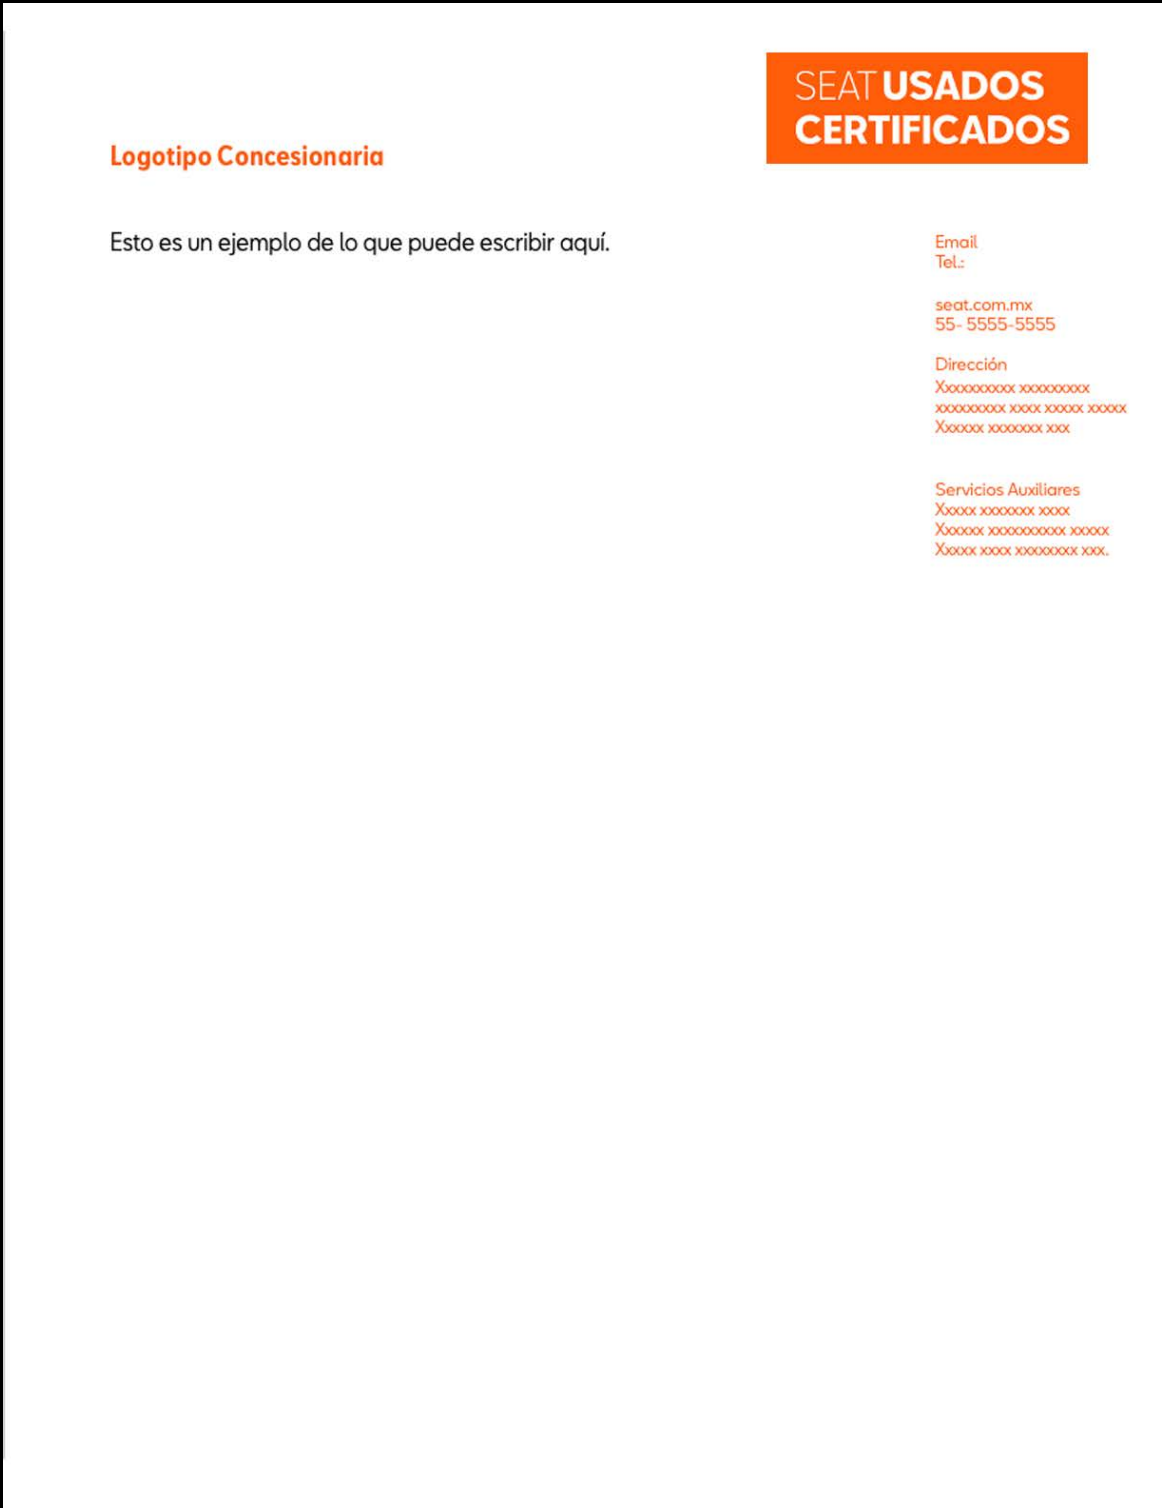 SEAT USADOS
CERTIFICADOS
Logotipo Concesionaria
Esto es un ejemplo de lo que puede escribir aquí.
Email
Tel.:
seat.com.mx
55- 5555-5555
Dirección
Xxxxxxxxxx xxxxxxxxx
xxxxxxxxx xxxx xxxxx xxxxx
Xxxxxx xxxxxxx xxx
Servicios Auxiliares
Xxxxx xxxxxxx xxxx
Xxxxxx xxxxxxxxxx xxxxx
Xxxxx xxxx xxxxxxxx xxx.